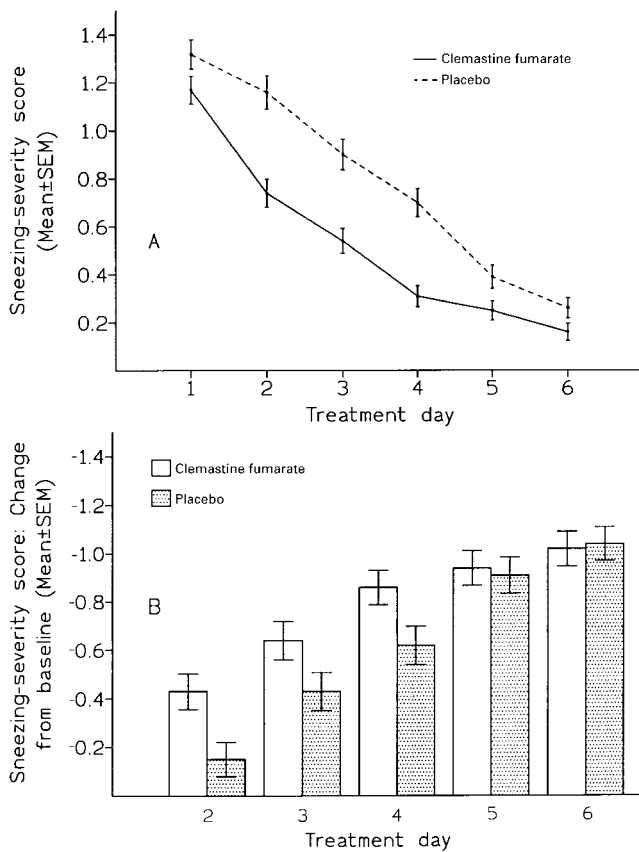 1.4
1.2
1.0
0.8
0.6
0.4
0.2
Sneezing-severity score
(Mean±SEM)
A
Clemastine fumarate
Placebo
1 2 3 4 5 6
Treatment day
-1.4
-1.2
-1.0
-0.8
-0.6
-0.4
-0.2
Sneezing-severity score: Change
from baseline (Mean±SEM)
B
Clemastine fumarate
Placebo
2 3 4 5 6
Treatment day